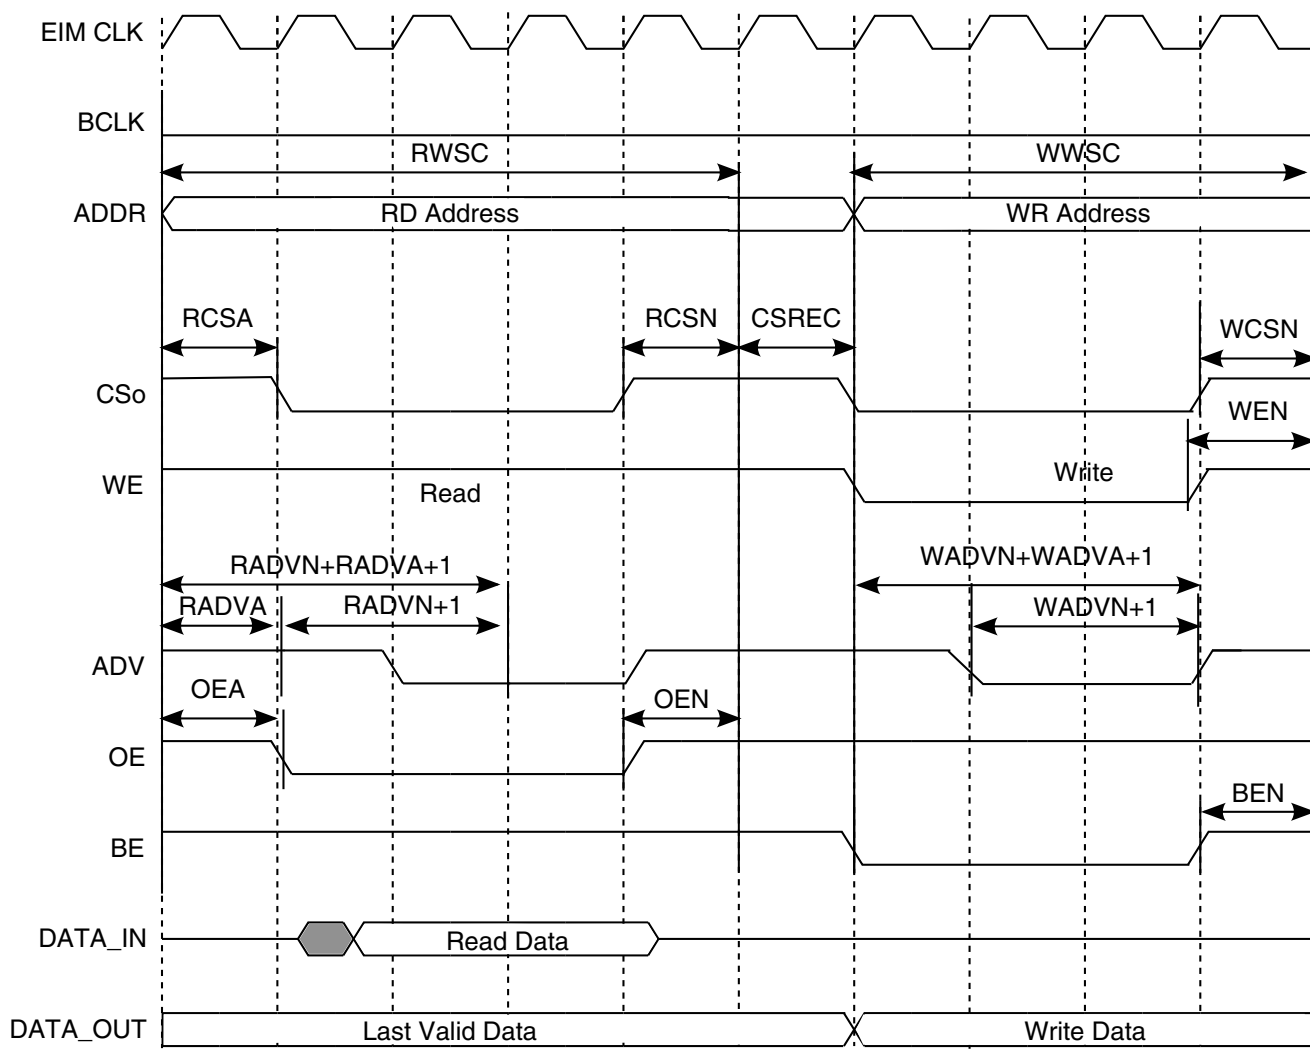 EIM CLK
BCLK
RWSC WWSC
ADDR RD Address WR Address
RCSA RCSN CSREC WCSN
CSo
WEN
WE Read Write
RADVN+RADVA+1 WADVN+WADVA+1
RADVA RADVN+1 WADVN+1
ADV
OEA OEN
OE
BEN
BE
DATA_IN Read Data
DATA_OUT Last Valid Data Write Data